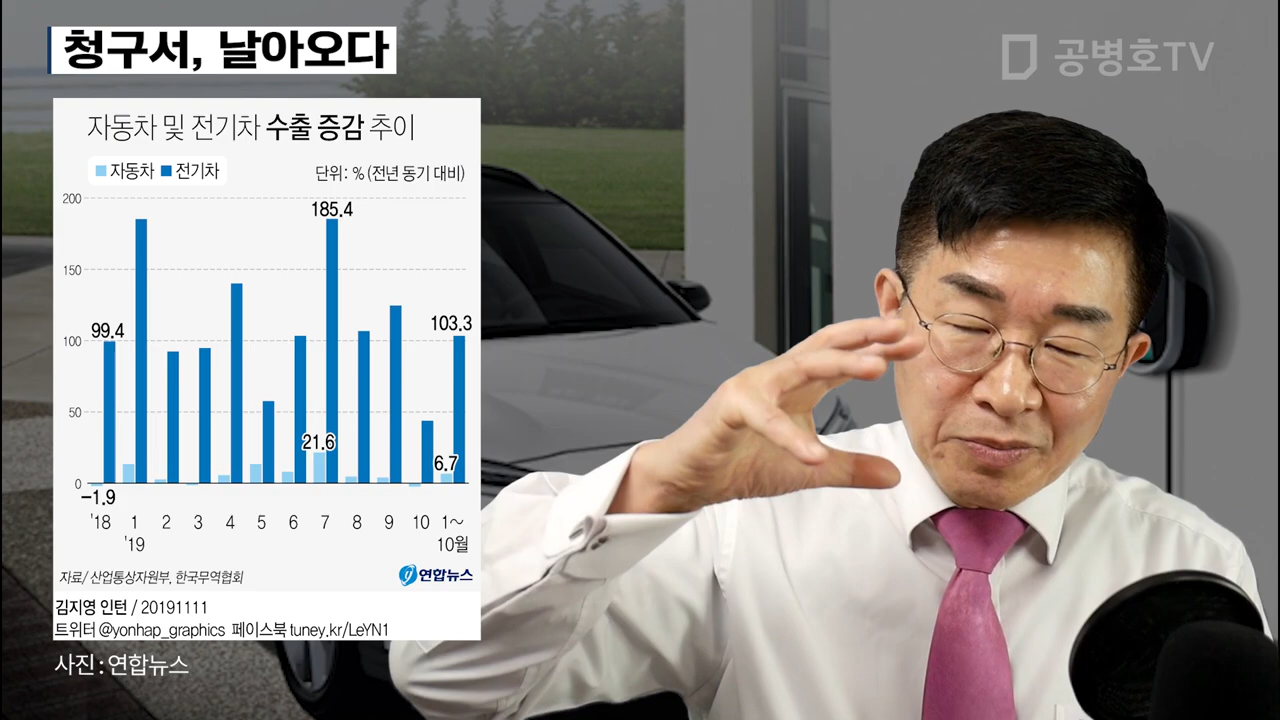 청구서, 날아오다
공병호TV
자동차 및 전기차 수출 증감 추이
자동차 전기차
단위: % (전년 동기 대비)
200
150
100
50
0
99.4
185.4
103.3
21.6
6.7
−1.9
'18 1 2 3 4 5 6 7 8 9 10 1～
'19 10월
자료/ 산업통상자원부, 한국무역협회
연합뉴스
김지영 인턴 / 20191111
트위터 @yonhap_graphics 페이스북 tuney.kr/LeYN1
사진 : 연합뉴스